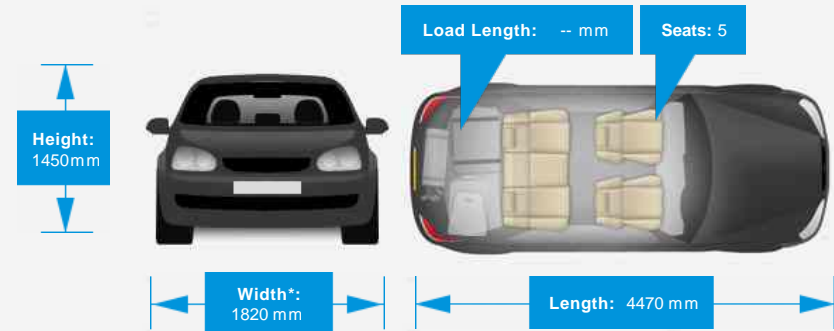 Load Length: -- mm
Seats: 5
Height:
1450mm
Width*:
1820 mm
Length: 4470 mm